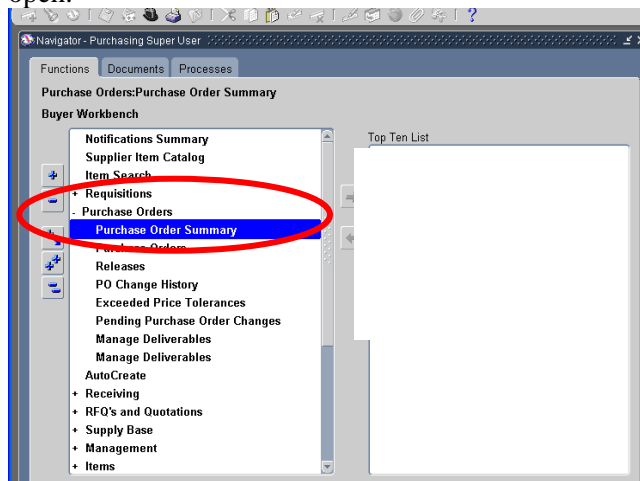 open.
?
Navigator - Purchasing Super User
Functions Documents Processes
Purchase Orders:Purchase Order Summary
Buyer Workbench
Top Ten List
Notifications Summary
Supplier Item Catalog
Item Search
+ Requisitions
- Purchase Orders
Purchase Order Summary
Purchase Orders
Releases
PO Change History
Exceeded Price Tolerances
Pending Purchase Order Changes
Manage Deliverables
Manage Deliverables
AutoCreate
+ Receiving
+ RFQ's and Quotations
+ Supply Base
+ Management
+ Items